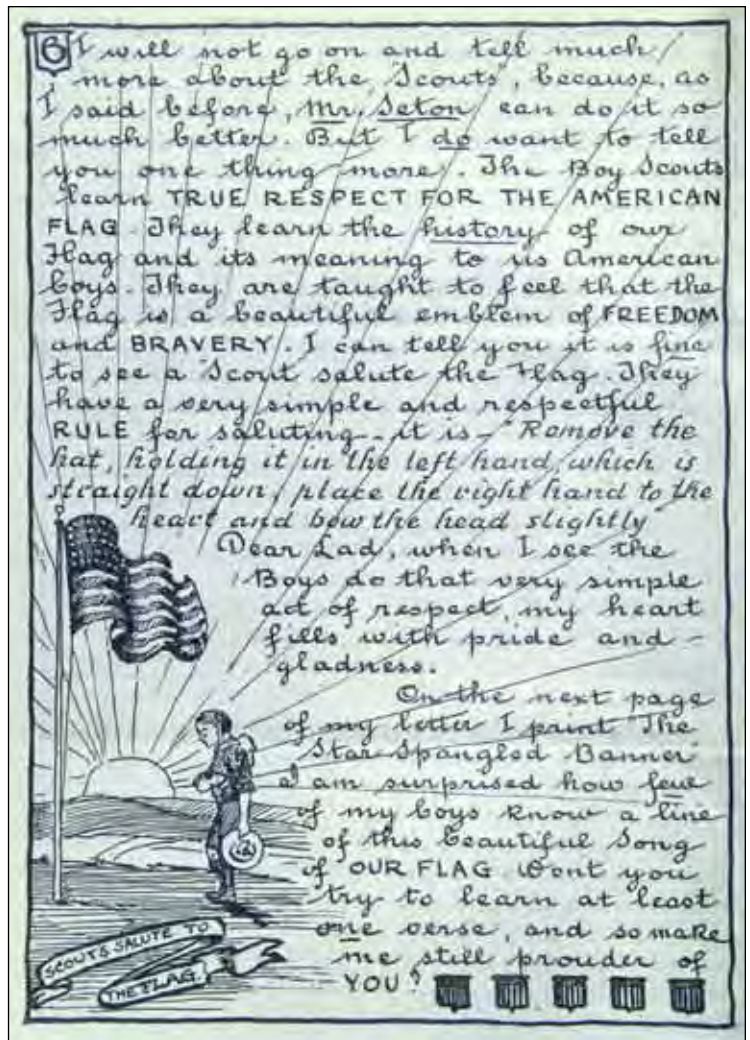 6 I will not go on and tell much
more about the "Scouts", because, as
I said before, Mr. Seton can do it so
much better. But I do want to tell
you one thing more. The Boy Scouts
learn TRUE RESPECT FOR THE AMERICAN
FLAG. They learn the history of our
Flag and its meaning to us American
boys. They are taught to feel that the
Flag is a beautiful emblem of FREEDOM
and BRAVERY. I can tell you it is fine
to see a Scout salute the Flag. They
have a very simple and respectful
RULE for saluting - it is - "Remove the
hat, holding it in the left hand, which is
straight down, place the right hand to the
heart and bow the head slightly"
Dear Lad, when I see the
Boys do that very simple
act of respect, my heart
fills with pride and -
gladness.
On the next page
of my letter I print "The
Star Spangled Banner"
I am surprised how few
of my boys know a line
of this beautiful Song
of OUR FLAG. Wont you
try to learn at least
one verse, and so make
me still prouder of
YOU?
SCOUTS SALUTE TO
THE FLAG.